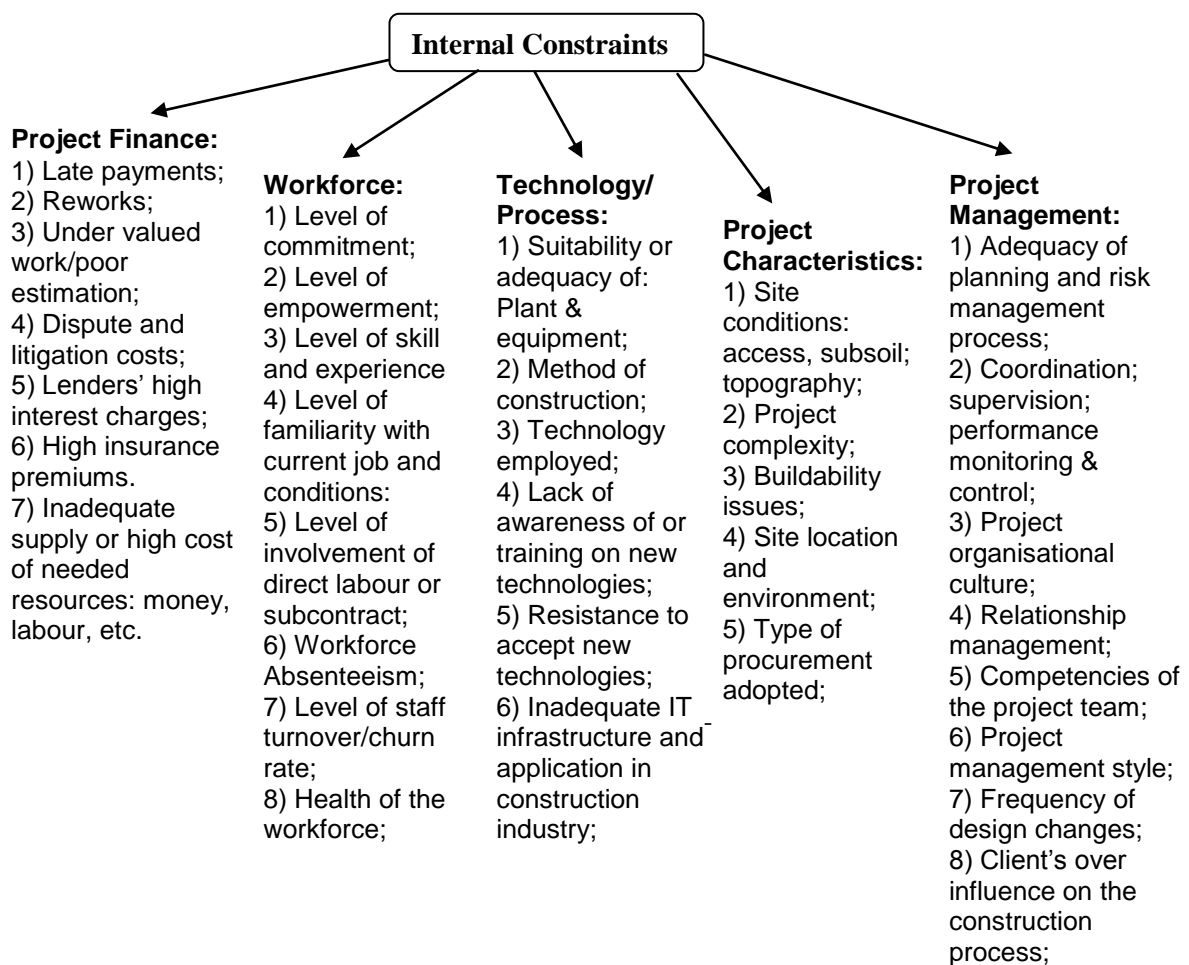 Internal Constraints
Project Finance:
1) Late payments;
2) Reworks;
3) Under valued
work/poor
estimation;
4) Dispute and
litigation costs;
5) Lenders’ high
interest charges;
6) High insurance
premiums.
7) Inadequate
supply or high cost
of needed
resources: money,
labour, etc.
Workforce:
1) Level of
commitment;
2) Level of
empowerment;
3) Level of skill
and experience
4) Level of
familiarity with
current job and
conditions:
5) Level of
involvement of
direct labour or
subcontract;
6) Workforce
Absenteeism;
7) Level of staff
turnover/churn
rate;
8) Health of the
workforce;
Technology/
Process:
1) Suitability or
adequacy of:
Plant &
equipment;
2) Method of
construction;
3) Technology
employed;
4) Lack of
awareness of or
training on new
technologies;
5) Resistance to
accept new
technologies;
6) Inadequate IT
infrastructure and
application in
construction
industry;
Project
Characteristics:
1) Site
conditions:
access, subsoil;
topography;
2) Project
complexity;
3) Buildability
issues;
4) Site location
and
environment;
5) Type of
procurement
adopted;
Project
Management:
1) Adequacy of
planning and risk
management
process;
2) Coordination;
supervision;
performance
monitoring &
control;
3) Project
organisational
culture;
4) Relationship
management;
5) Competencies of
the project team;
6) Project
management style;
7) Frequency of
design changes;
8) Client’s over
influence on the
construction
process;